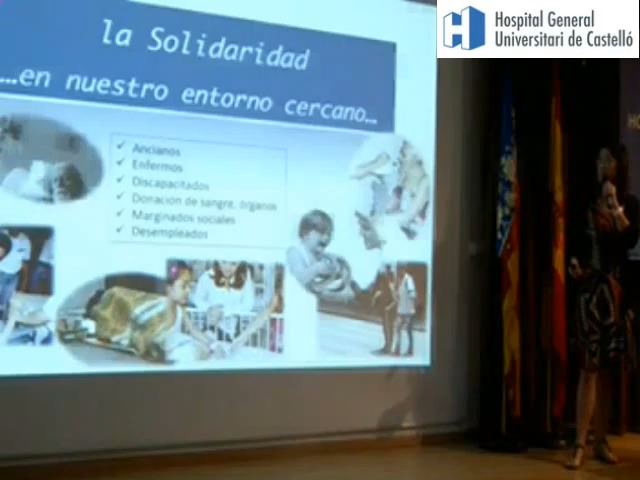 Hospital General
Universitari de Castelló
la Solidaridad
…en nuestro entorno cercano…
✓ Ancianos
✓ Enfermos
✓ Discapacitados
✓ Donación de sangre, órganos
✓ Marginados sociales
✓ Desempleados
HO